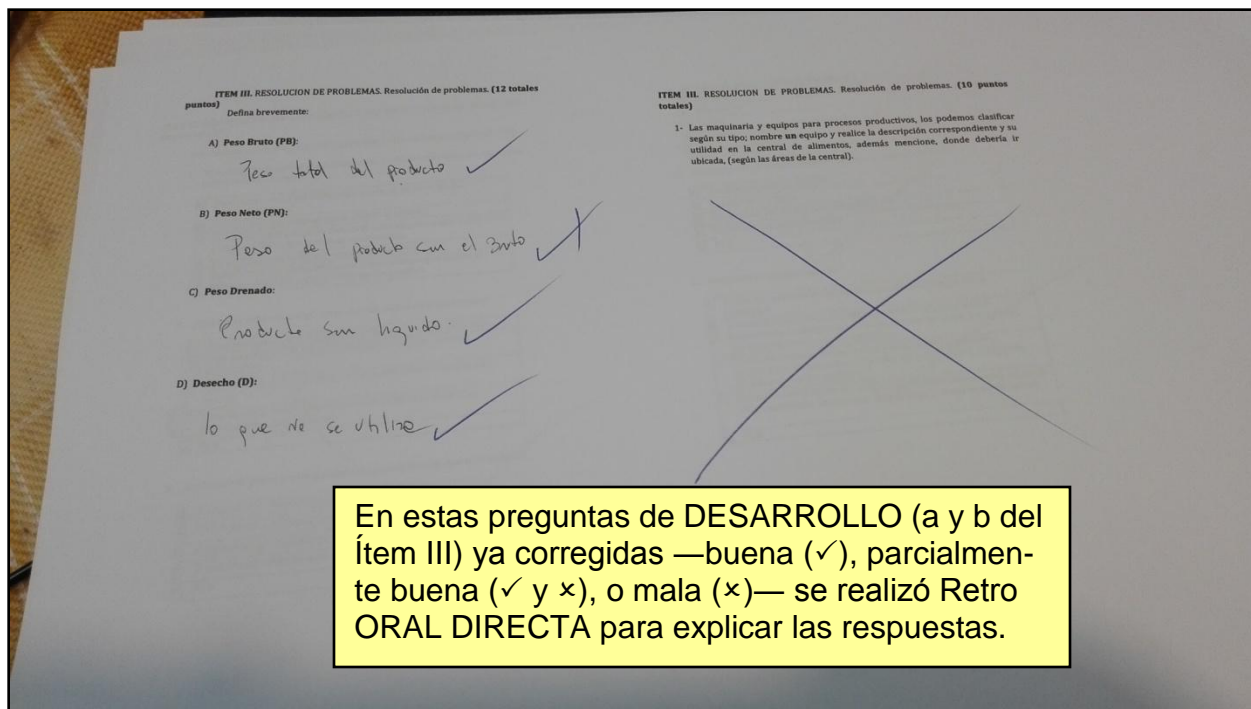 ITEM III. RESOLUCION DE PROBLEMAS. Resolución de problemas. (12 totales
puntos)
Defina brevemente:
A) Peso Bruto (PB):
Peso total del producto ✓
B) Peso Neto (PN):
Peso del producto sin el
C) Peso Drenado:
Producto sin liquido. ✓
D) Desecho (D):
lo que no se utiliza ✓
ITEM III. RESOLUCION DE PROBLEMAS. Resolución de problemas. (10 puntos
totales)
1- Las maquinaria y equipos para procesos productivos, los podemos clasificar
según su tipo; nombre un equipo y realice la descripción correspondiente y su
utilidad en la central de alimentos, además mencione, donde debería ir
ubicada, (según las áreas de la central).
En estas preguntas de DESARROLLO (a y b del
Ítem III) ya corregidas —buena (✓), parcialmen-
te buena (✓ y ×), o mala (×)— se realizó Retro
ORAL DIRECTA para explicar las respuestas.